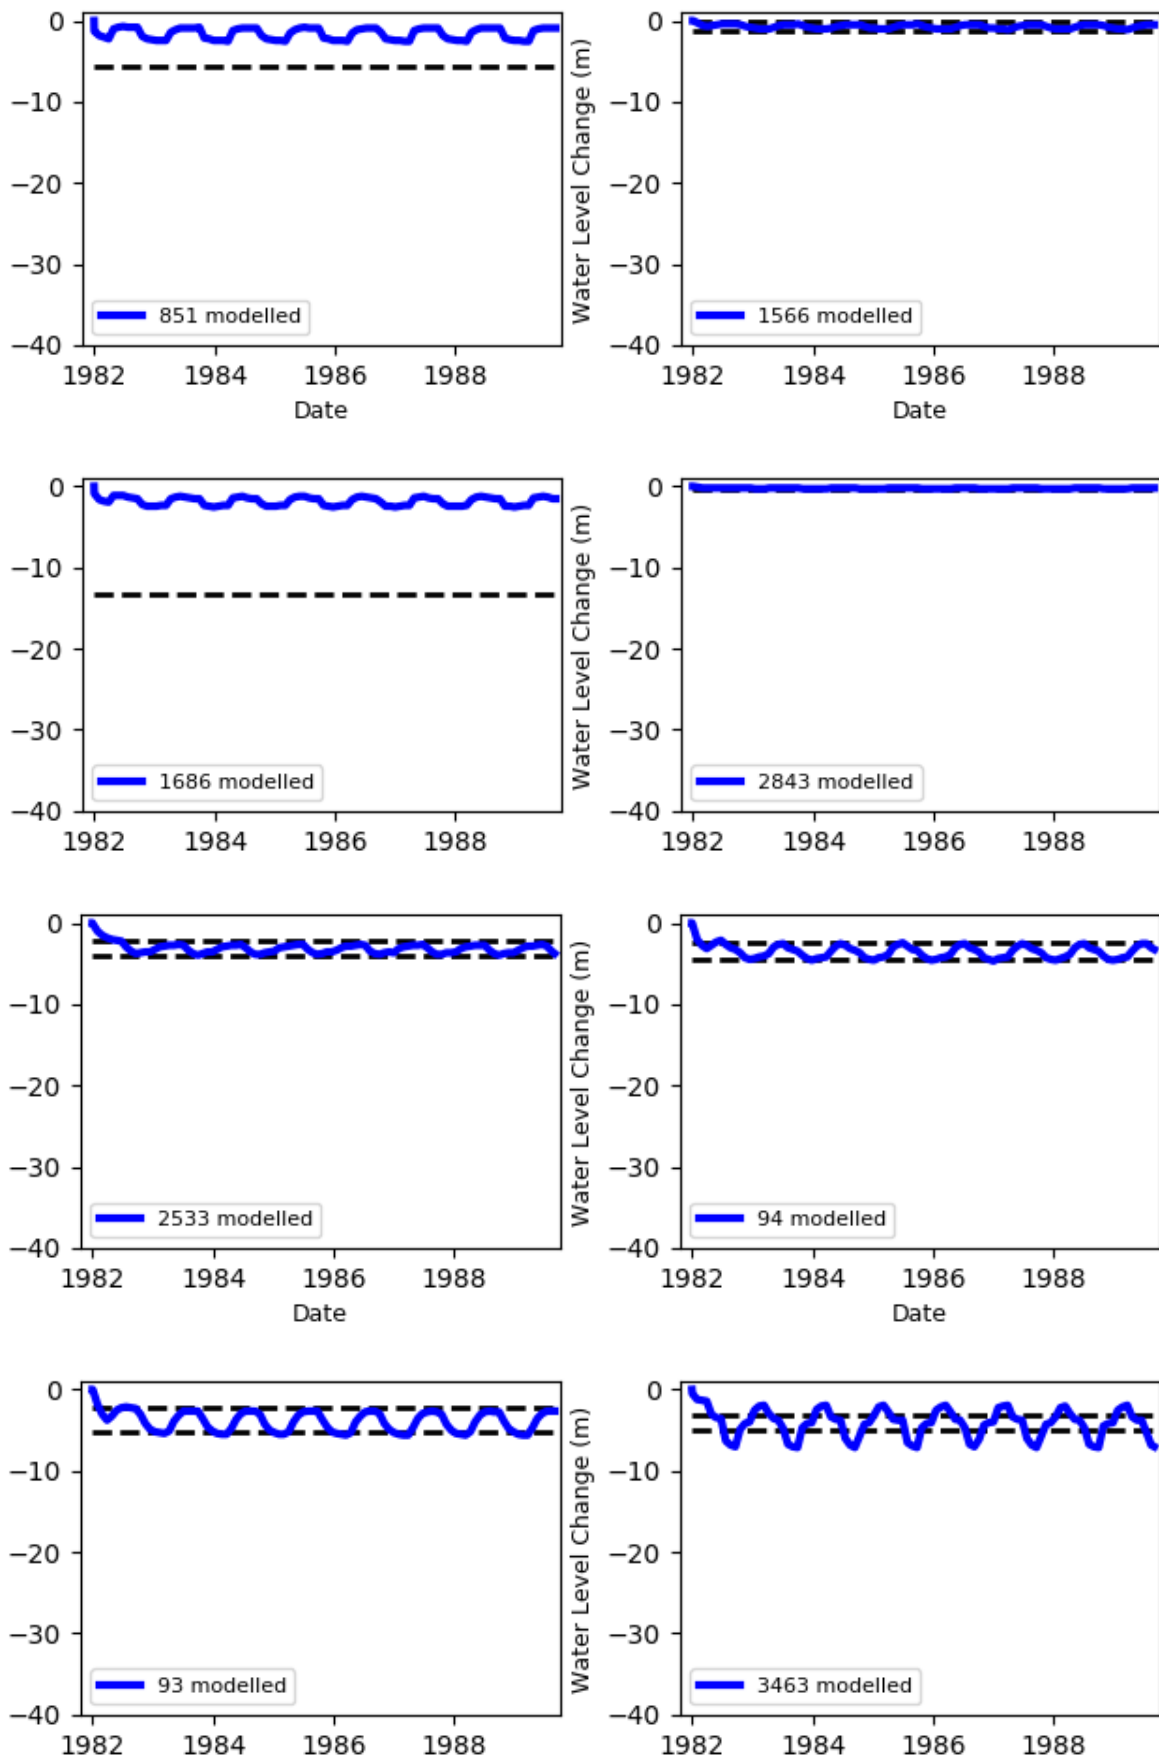 0
−10
−20
−30
−40
1982 1984 1986 1988
Date
851 modelled
Water Level Change (m)
0
−10
−20
−30
−40
1982 1984 1986 1988
Date
1566 modelled
0
−10
−20
−30
−40
1982 1984 1986 1988
1686 modelled
Water Level Change (m)
0
−10
−20
−30
−40
1982 1984 1986 1988
2843 modelled
0
−10
−20
−30
−40
1982 1984 1986 1988
Date
2533 modelled
Water Level Change (m)
0
−10
−20
−30
−40
1982 1984 1986 1988
Date
94 modelled
0
−10
−20
−30
−40
1982 1984 1986 1988
93 modelled
Water Level Change (m)
0
−10
−20
−30
−40
1982 1984 1986 1988
3463 modelled